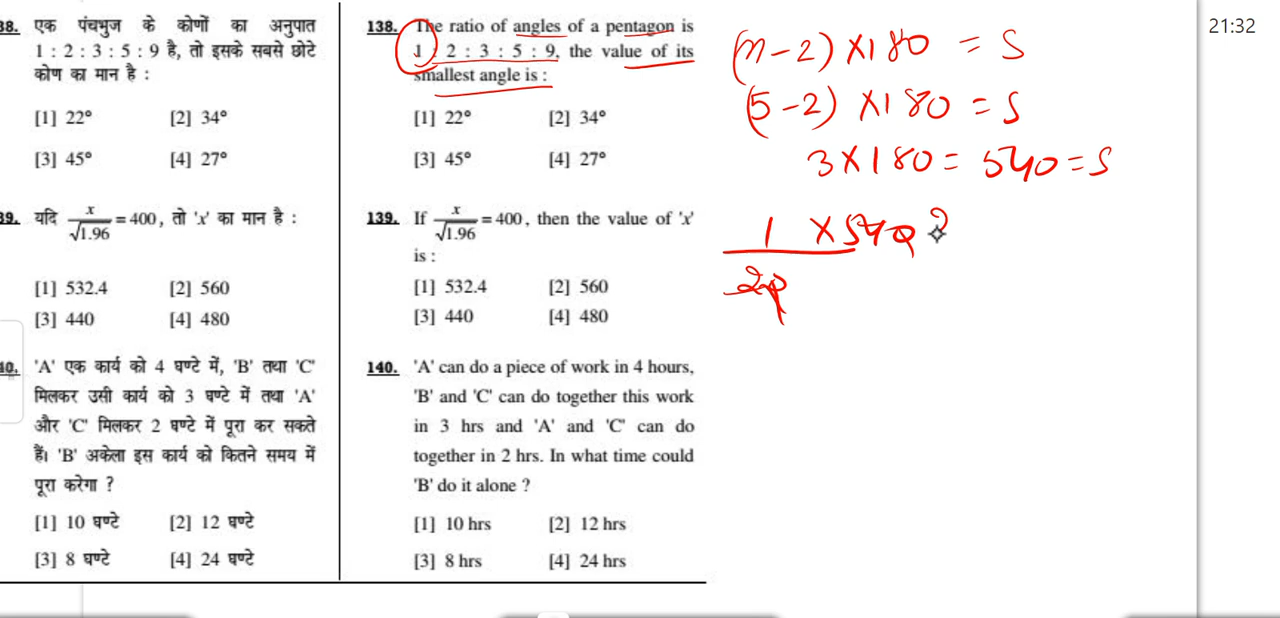 38. एक पंचभुज के कोणों का अनुपात
1 : 2 : 3 : 5 : 9 है, तो इसके सबसे छोटे
कोण का मान है :
[1] 22° [2] 34°
[3] 45° [4] 27°
39. यदि x/√1.96 = 400, तो 'x' का मान है :
[1] 532.4 [2] 560
[3] 440 [4] 480
40. 'A' एक कार्य को 4 घण्टे में, 'B' तथा 'C'
मिलकर उसी कार्य को 3 घण्टे में तथा 'A'
और 'C' मिलकर 2 घण्टे में पूरा कर सकते
हैं। 'B' अकेला इस कार्य को कितने समय में
पूरा करेगा ?
[1] 10 घण्टे [2] 12 घण्टे
[3] 8 घण्टे [4] 24 घण्टे
138. The ratio of angles of a pentagon is
1 : 2 : 3 : 5 : 9, the value of its
smallest angle is :
[1] 22° [2] 34°
[3] 45° [4] 27°
139. If x/√1.96 = 400, then the value of 'x'
is :
[1] 532.4 [2] 560
[3] 440 [4] 480
140. 'A' can do a piece of work in 4 hours,
'B' and 'C' can do together this work
in 3 hrs and 'A' and 'C' can do
together in 2 hrs. In what time could
'B' do it alone ?
[1] 10 hrs [2] 12 hrs
[3] 8 hrs [4] 24 hrs
(n-2) × 180 = S
(5-2) × 180 = S
3 × 180 = 540 = S
1 × 540
20
21:32